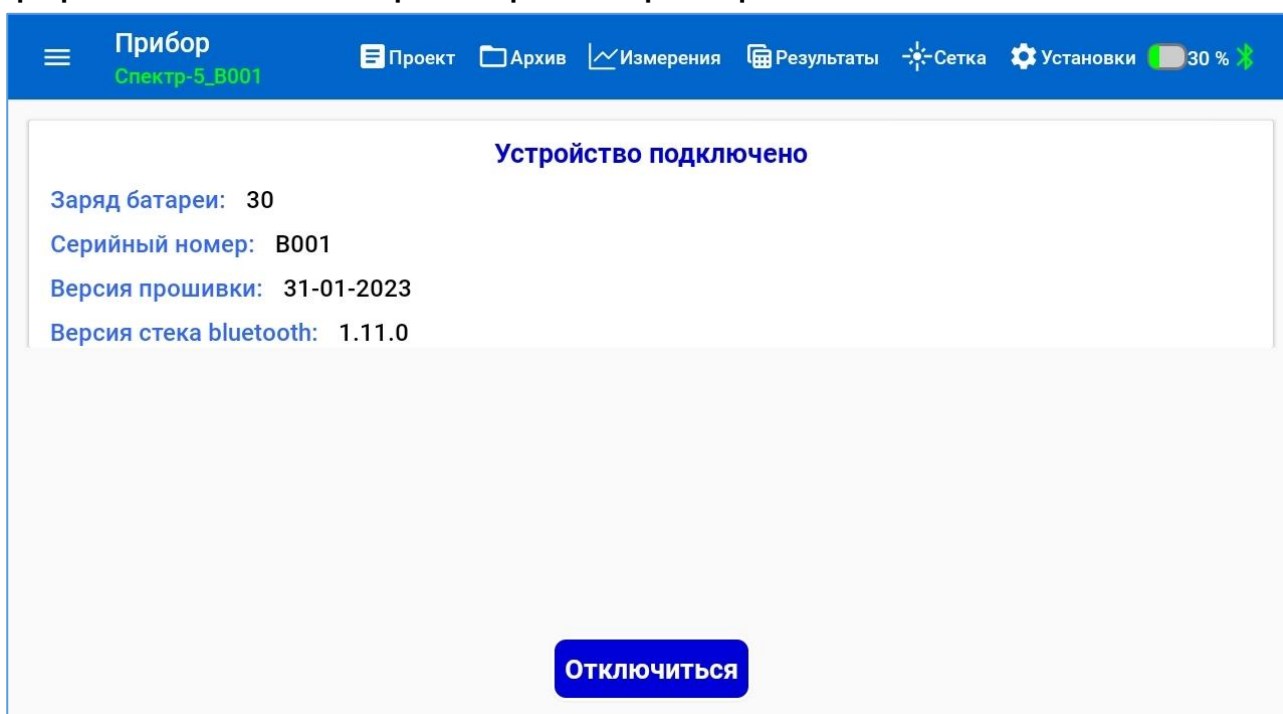 Прибор
Спектр-5_B001
Проект Архив Измерения Результаты Сетка Установки 30 %
Устройство подключено
Заряд батареи: 30
Серийный номер: B001
Версия прошивки: 31-01-2023
Версия стека bluetooth: 1.11.0
Отключиться